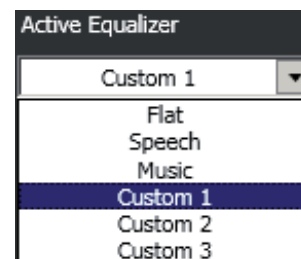 Active Equalizer
Custom 1
Flat
Speech
Music
Custom 1
Custom 2
Custom 3